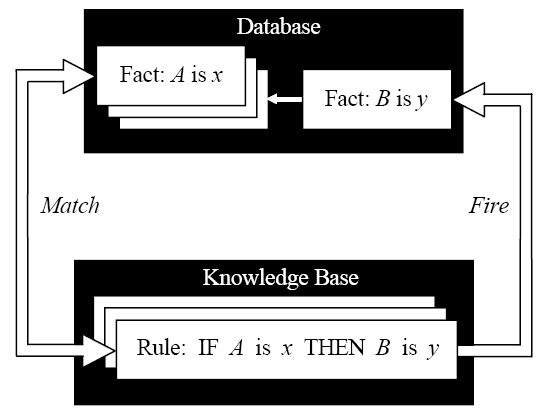 Database
Fact: A is x
Fact: B is y
Match
Fire
Knowledge Base
Rule: IF A is x THEN B is y